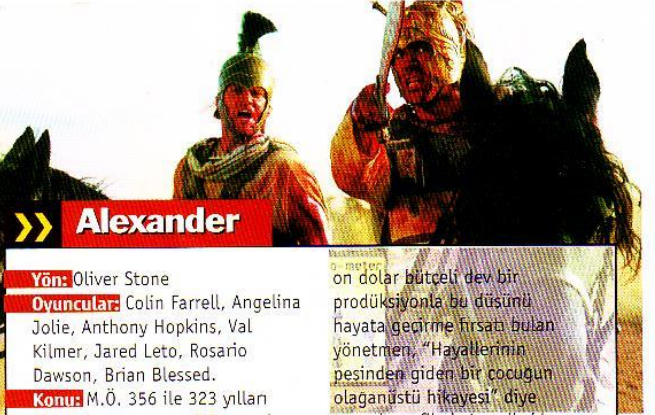 Alexander
Yön: Oliver Stone
Oyuncular: Colin Farrell, Angelina
Jolie, Anthony Hopkins, Val
Kilmer, Jared Leto, Rosario
Dawson, Brian Blessed.
Konu: M.Ö. 356 ile 323 yılları
on dolar bütçeli dev bir
prodüksiyonla bu düşünü
hayata geçirme fırsatı bulan
yönetmen, “Hayallerinin
peşinden giden bir çocuğun
olağanüstü hikayesi” diye